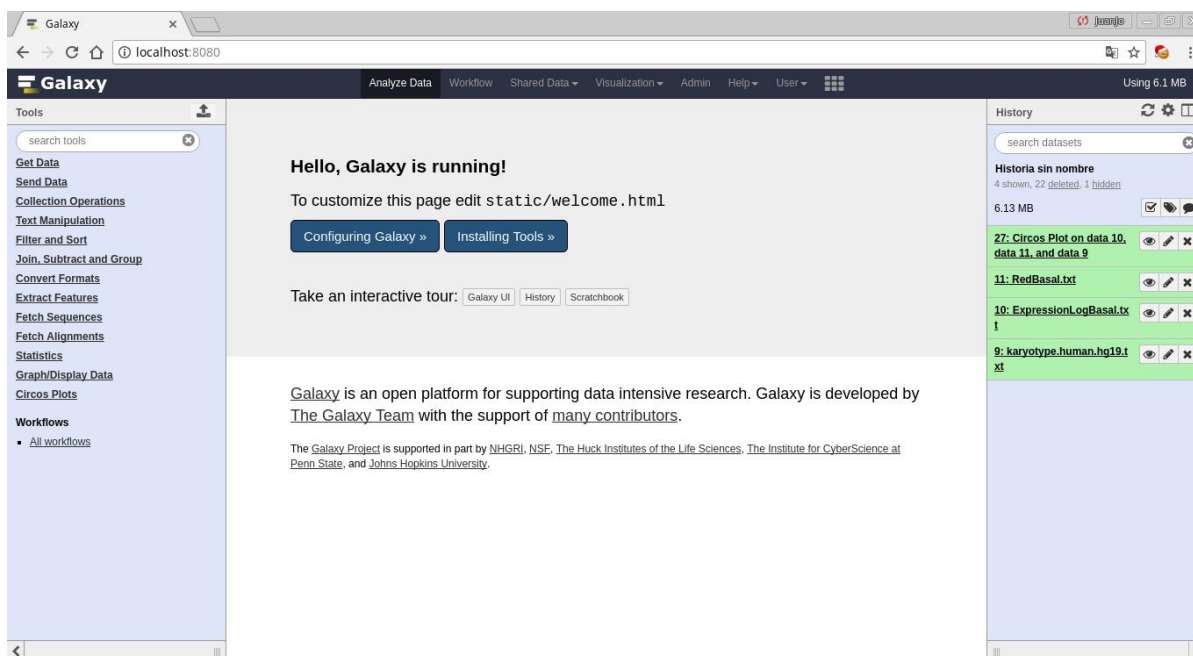 Galaxy
juanjo
localhost:8080
Galaxy
Analyze Data Workflow Shared Data Visualization Admin Help User
Using 6.1 MB
Tools
search tools
Get Data
Send Data
Collection Operations
Text Manipulation
Filter and Sort
Join, Subtract and Group
Convert Formats
Extract Features
Fetch Sequences
Fetch Alignments
Statistics
Graph/Display Data
Circos Plots
Workflows
All workflows
Hello, Galaxy is running!
To customize this page edit static/welcome.html
Configuring Galaxy » Installing Tools »
Take an interactive tour: Galaxy UI History Scratchbook
Galaxy is an open platform for supporting data intensive research. Galaxy is developed by
The Galaxy Team with the support of many contributors.
The Galaxy Project is supported in part by NHGRI, NSF, The Huck Institutes of the Life Sciences, The Institute for CyberScience at
Penn State, and Johns Hopkins University.
History
search datasets
Historia sin nombre
4 shown, 22 deleted, 1 hidden
6.13 MB
27: Circos Plot on data 10,
data 11, and data 9
11: RedBasal.txt
10: ExpressionLogBasal.tx
t
9: karyotype.human.hg19.t
xt